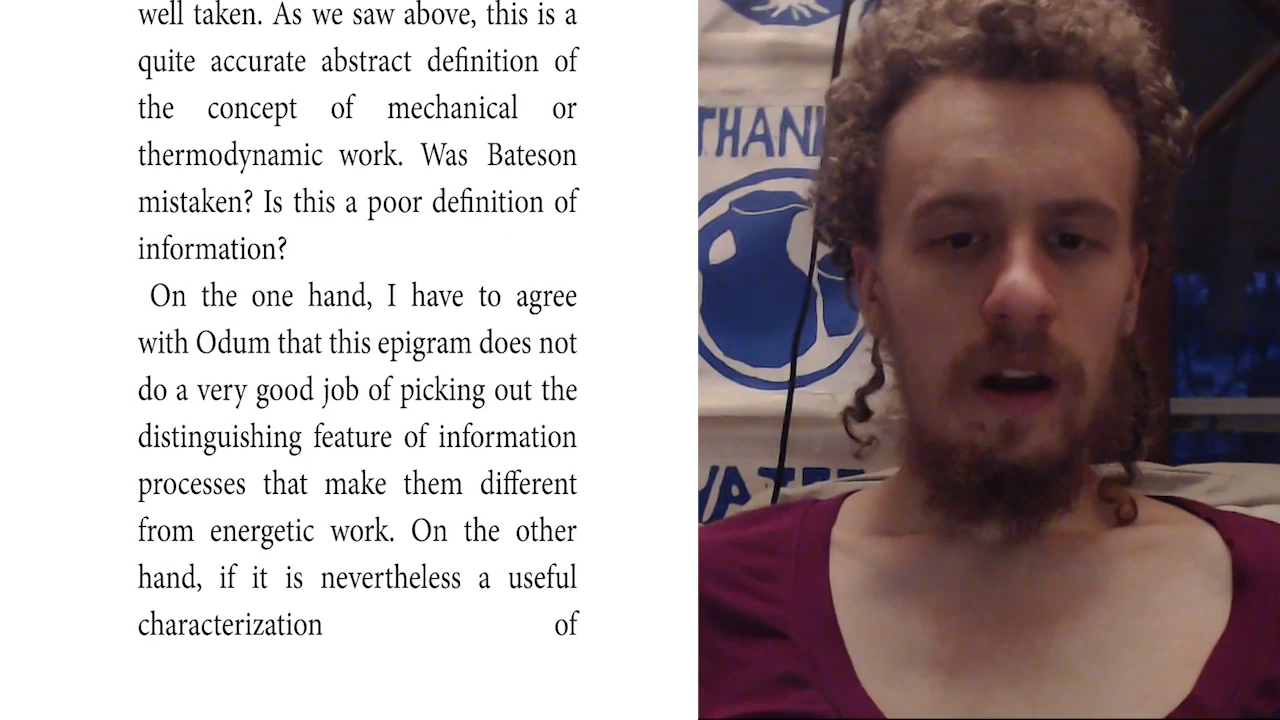 well taken. As we saw above, this is a
quite accurate abstract definition of
the concept of mechanical or
thermodynamic work. Was Bateson
mistaken? Is this a poor definition of
information?
On the one hand, I have to agree
with Odum that this epigram does not
do a very good job of picking out the
distinguishing feature of information
processes that make them different
from energetic work. On the other
hand, if it is nevertheless a useful
characterization of
THAN